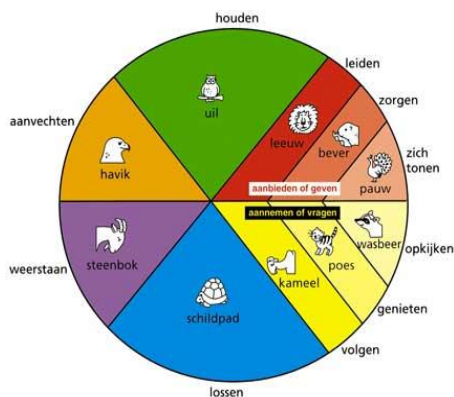 houden
leiden
zorgen
zich
tonen
opkijken
genieten
volgen
lossen
weerstaan
aanvechten
uil
leeuw
bever
pauw
havik
aanbieden of geven
aannemen of vragen
steenbok
schildpad
kameel
poes
wasbeer